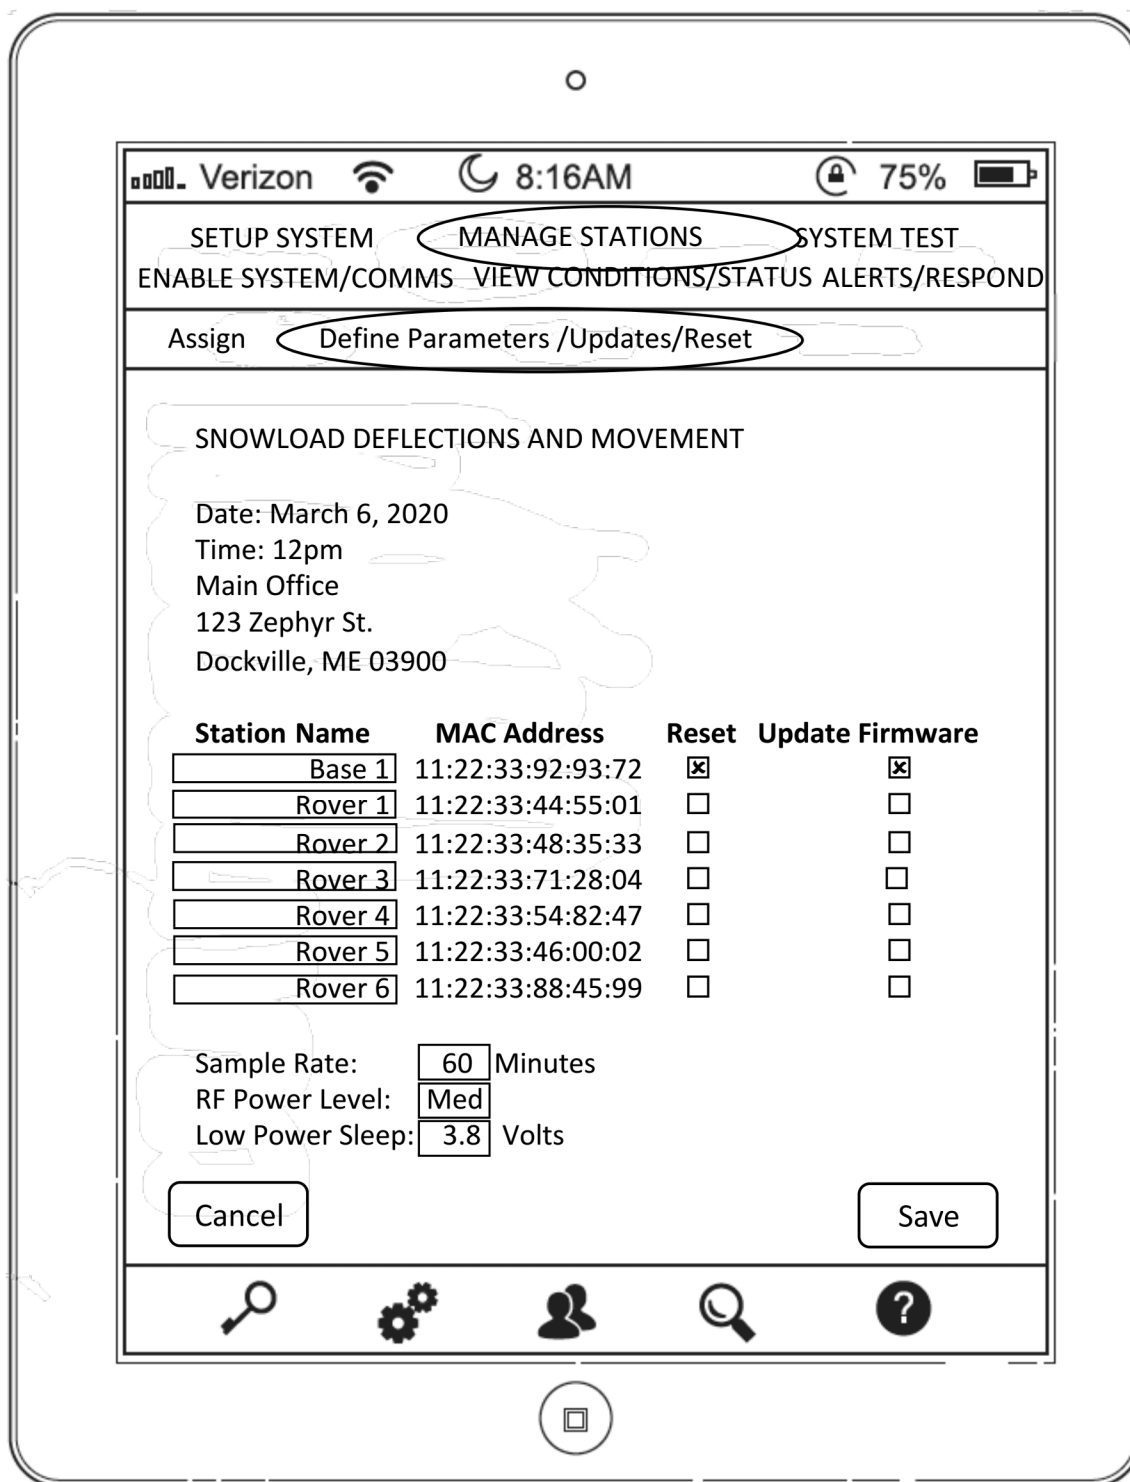 Verizon 8:16AM 75%
SETUP SYSTEM MANAGE STATIONS SYSTEM TEST
ENABLE SYSTEM/COMMS VIEW CONDITIONS/STATUS ALERTS/RESPOND
Assign Define Parameters /Updates/Reset
SNOWLOAD DEFLECTIONS AND MOVEMENT
Date: March 6, 2020
Time: 12pm
Main Office
123 Zephyr St.
Dockville, ME 03900
Station Name MAC Address Reset Update Firmware
Base 1 11:22:33:92:93:72
Rover 1 11:22:33:44:55:01
Rover 2 11:22:33:48:35:33
Rover 3 11:22:33:71:28:04
Rover 4 11:22:33:54:82:47
Rover 5 11:22:33:46:00:02
Rover 6 11:22:33:88:45:99
Sample Rate: 60 Minutes
RF Power Level: Med
Low Power Sleep: 3.8 Volts
Cancel Save
?